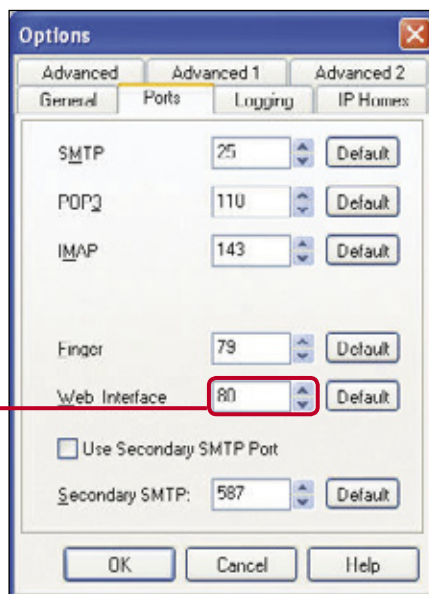 Options
Advanced Advanced 1 Advanced 2
General Ports Logging IP Homes
SMTP 25 Default
POP3 110 Default
IMAP 143 Default
Finger 79 Default
Web Interface 80 Default
Use Secondary SMTP Port
Secondary SMTP: 587 Default
OK Cancel Help